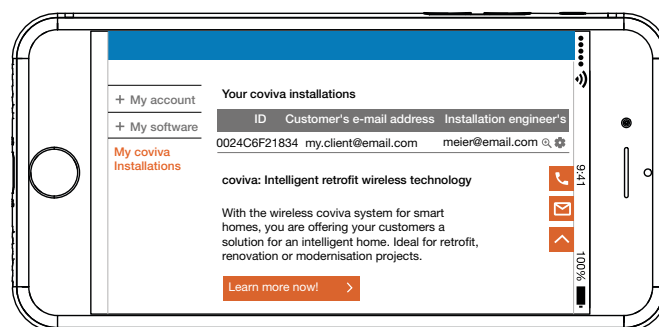 + My account
+ My software
My coviva
Installations
Your coviva installations
ID Customer's e-mail address Installation engineer's
0024C6F21834 my.client@email.com meier@email.com
coviva: Intelligent retrofit wireless technology
With the wireless coviva system for smart
homes, you are offering your customers a
solution for an intelligent home. Ideal for retrofit,
renovation or modernisation projects.
Learn more now!
9:41
100%